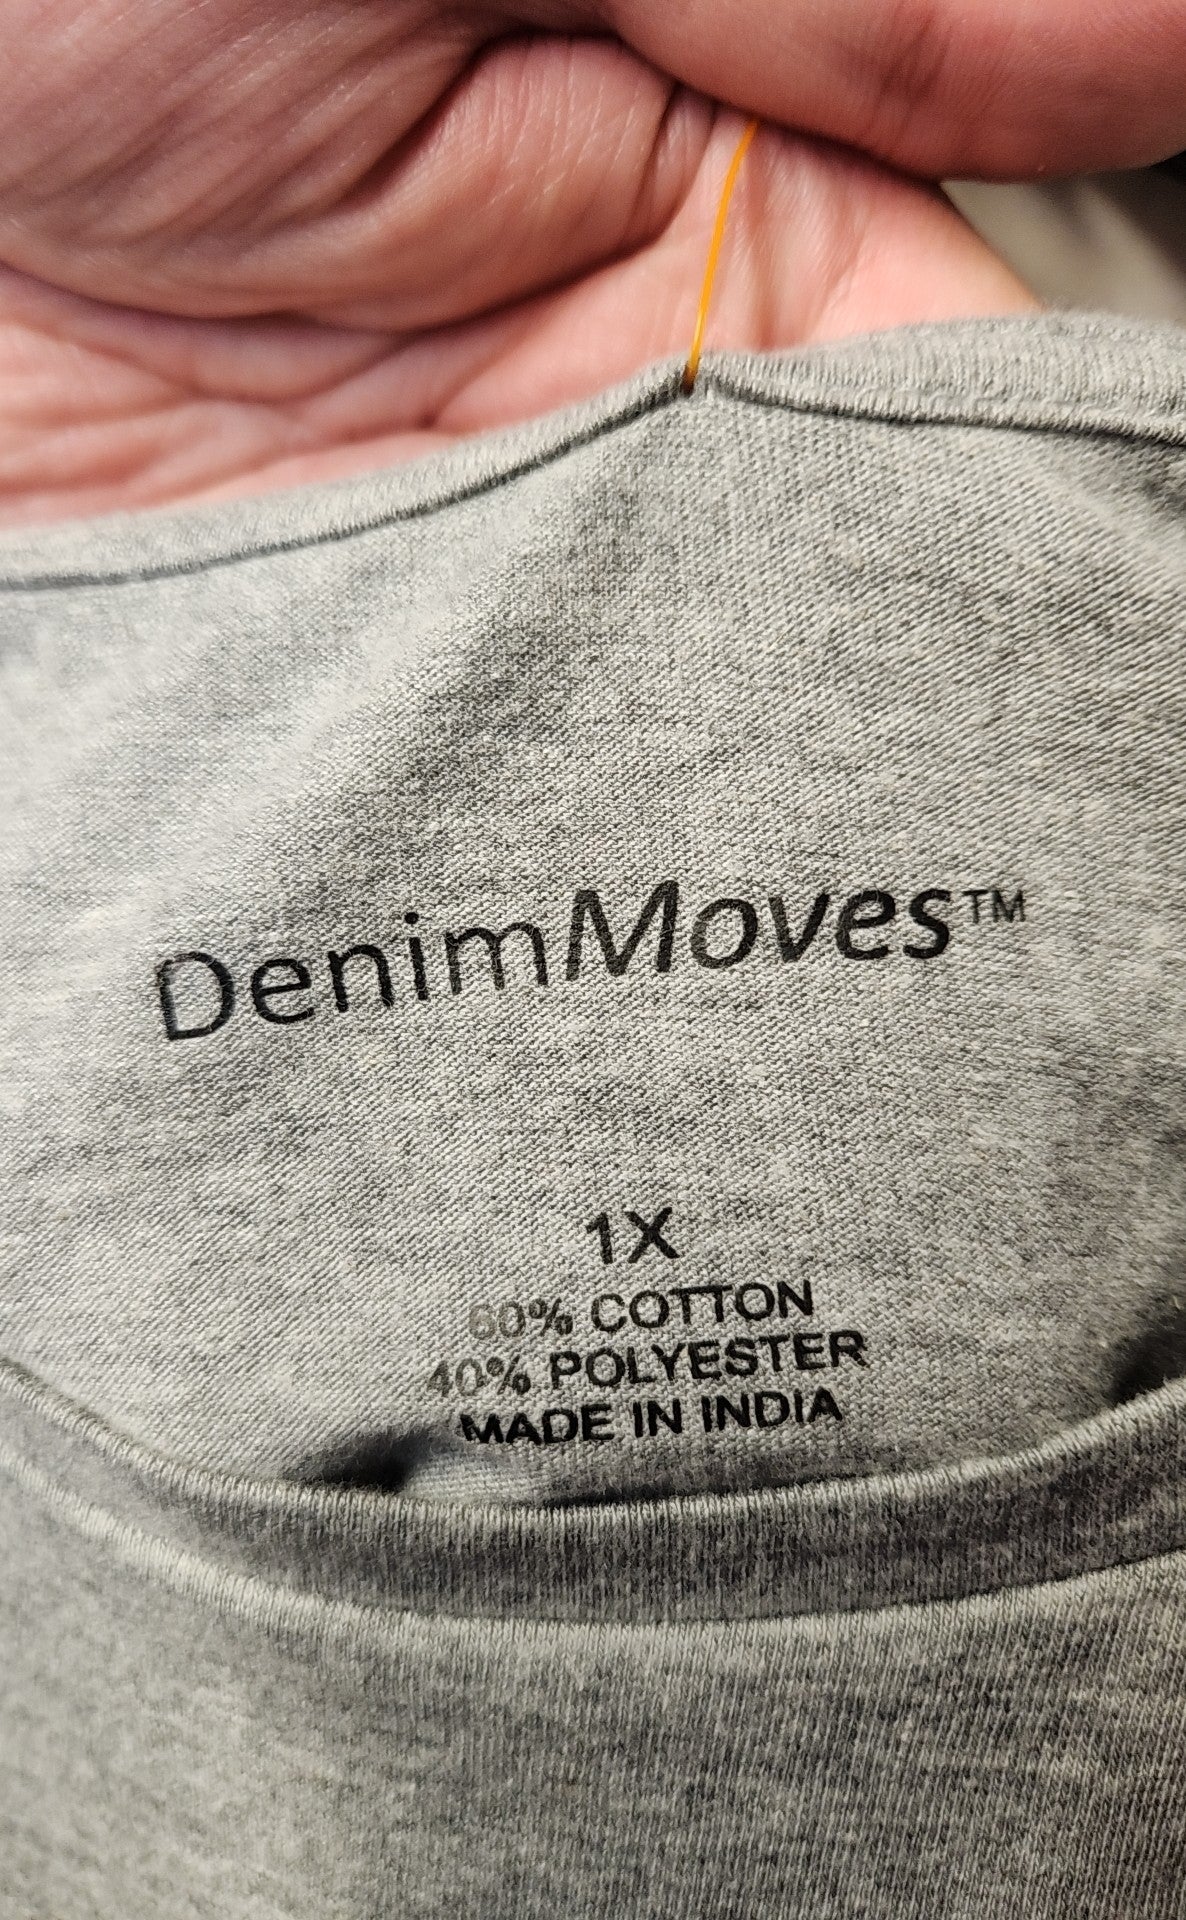 DenimMoves™
1X
60% COTTON
40% POLYESTER
MADE IN INDIA